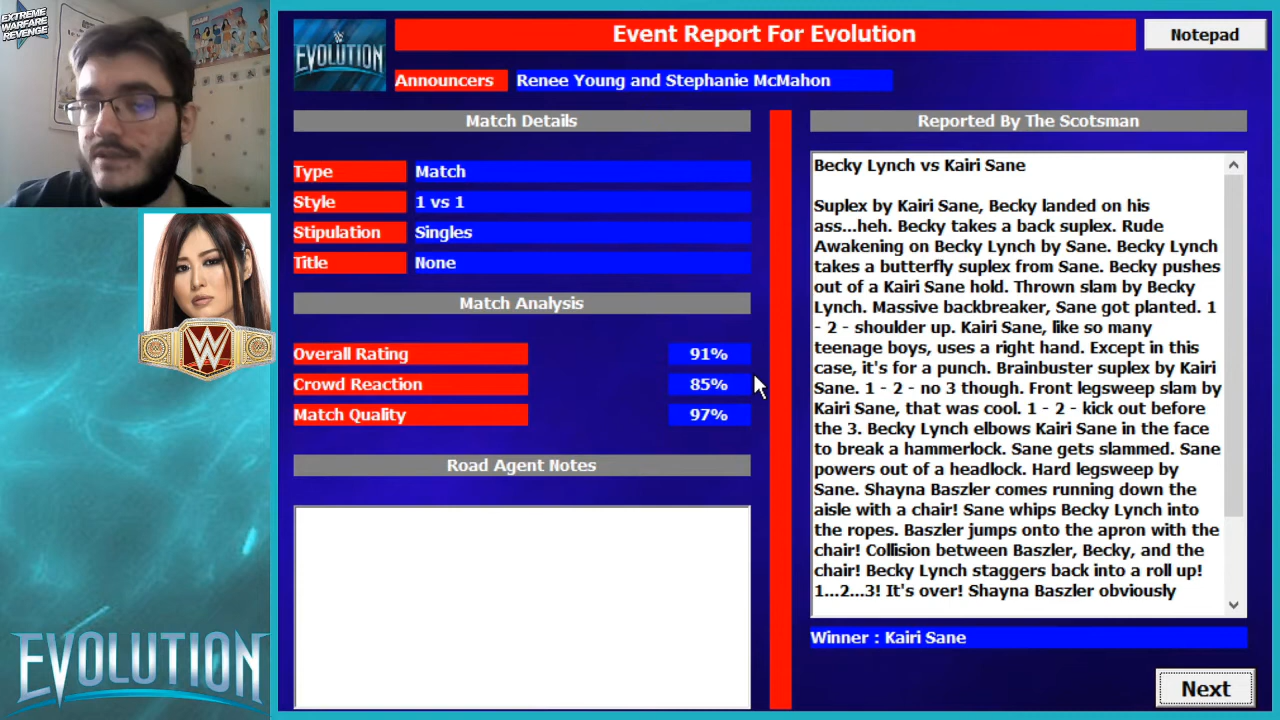 EXTREME
WARFARE
REVENGE
W
EVOLUTION
Event Report For Evolution
Notepad
Announcers Renee Young and Stephanie McMahon
Match Details
Type Match
Style 1 vs 1
Stipulation Singles
Title None
Match Analysis
Overall Rating 91%
Crowd Reaction 85%
Match Quality 97%
Road Agent Notes
Reported By The Scotsman
Becky Lynch vs Kairi Sane
Suplex by Kairi Sane, Becky landed on his
ass...heh. Becky takes a back suplex. Rude
Awakening on Becky Lynch by Sane. Becky Lynch
takes a butterfly suplex from Sane. Becky pushes
out of a Kairi Sane hold. Thrown slam by Becky
Lynch. Massive backbreaker, Sane got planted. 1
- 2 - shoulder up. Kairi Sane, like so many
teenage boys, uses a right hand. Except in this
case, it's for a punch. Brainbuster suplex by Kairi
Sane. 1 - 2 - no 3 though. Front legsweep slam by
Kairi Sane, that was cool. 1 - 2 - kick out before
the 3. Becky Lynch elbows Kairi Sane in the face
to break a hammerlock. Sane gets slammed. Sane
powers out of a headlock. Hard legsweep by
Sane. Shayna Baszler comes running down the
aisle with a chair! Sane whips Becky Lynch into
the ropes. Baszler jumps onto the apron with the
chair! Collision between Baszler, Becky, and the
chair! Becky Lynch staggers back into a roll up!
1...2...3! It's over! Shayna Baszler obviously
Winner : Kairi Sane
Next
W
EVOLUTION